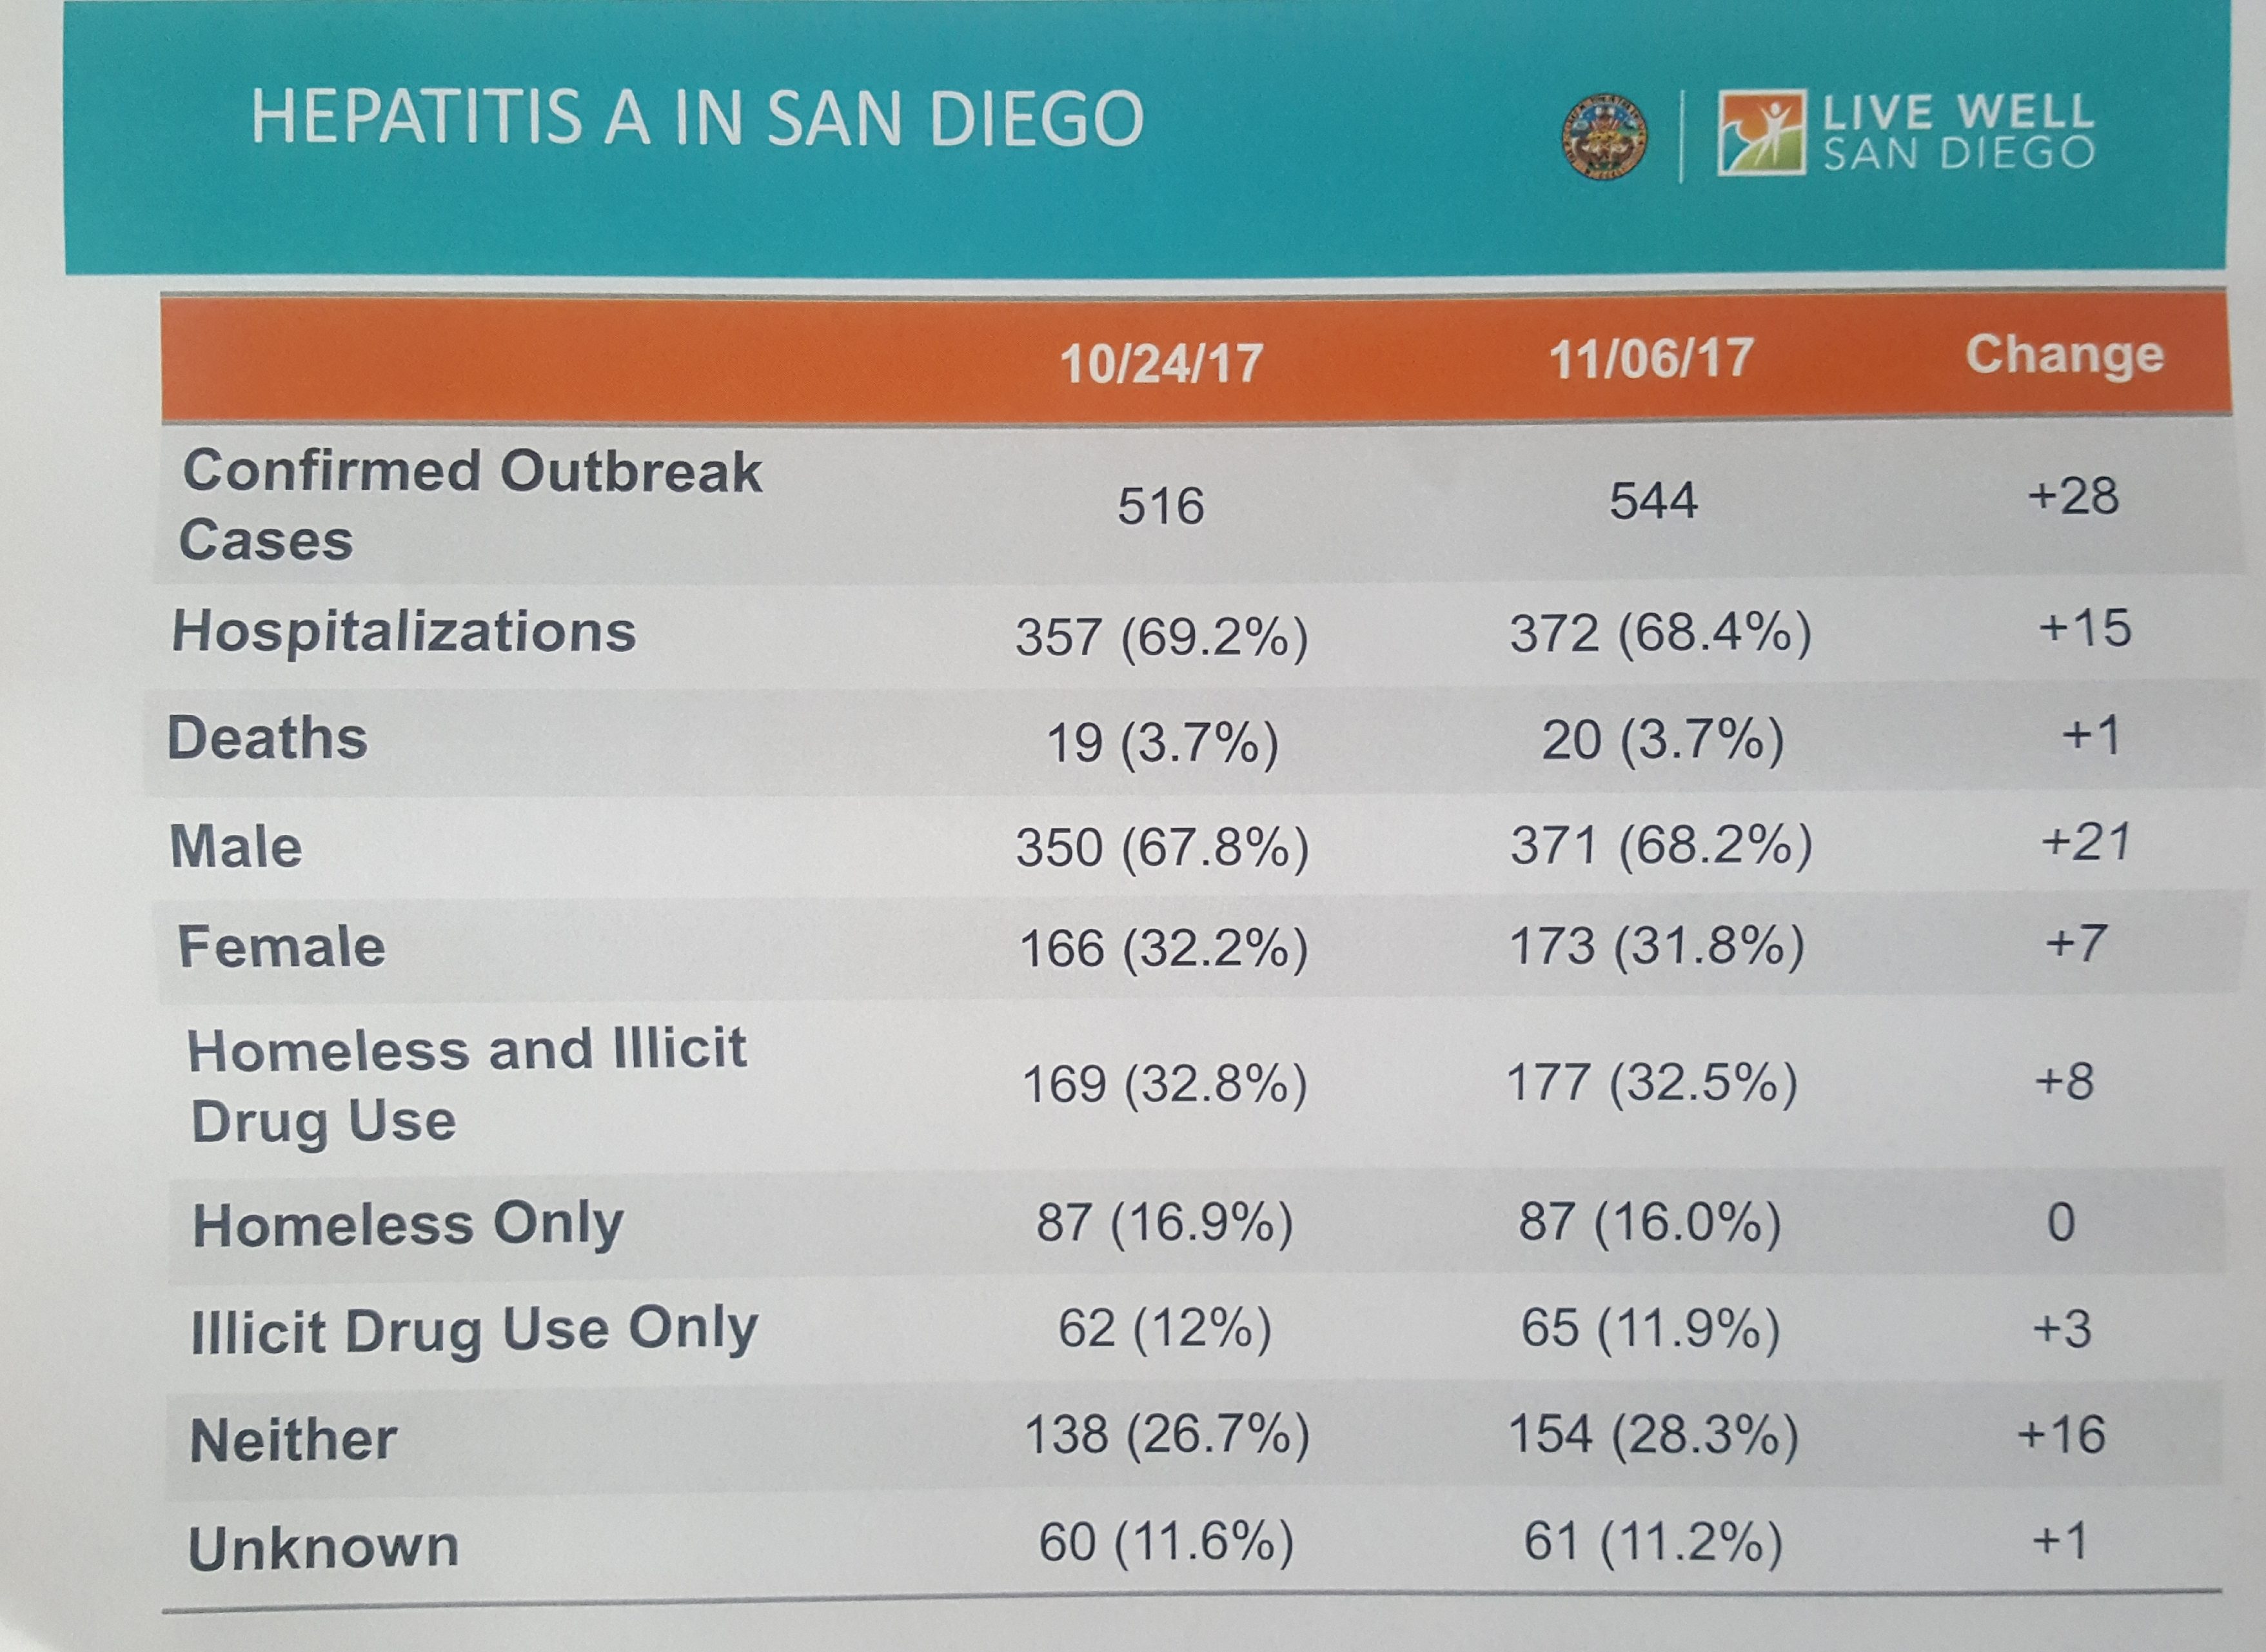 HEPATITIS A IN SAN DIEGO
LIVE WELL
SAN DIEGO
10/24/17 11/06/17 Change
Confirmed Outbreak
Cases 516 544 +28
Hospitalizations 357 (69.2%) 372 (68.4%) +15
Deaths 19 (3.7%) 20 (3.7%) +1
Male 350 (67.8%) 371 (68.2%) +21
Female 166 (32.2%) 173 (31.8%) +7
Homeless and Illicit
Drug Use 169 (32.8%) 177 (32.5%) +8
Homeless Only 87 (16.9%) 87 (16.0%) 0
Illicit Drug Use Only 62 (12%) 65 (11.9%) +3
Neither 138 (26.7%) 154 (28.3%) +16
Unknown 60 (11.6%) 61 (11.2%) +1